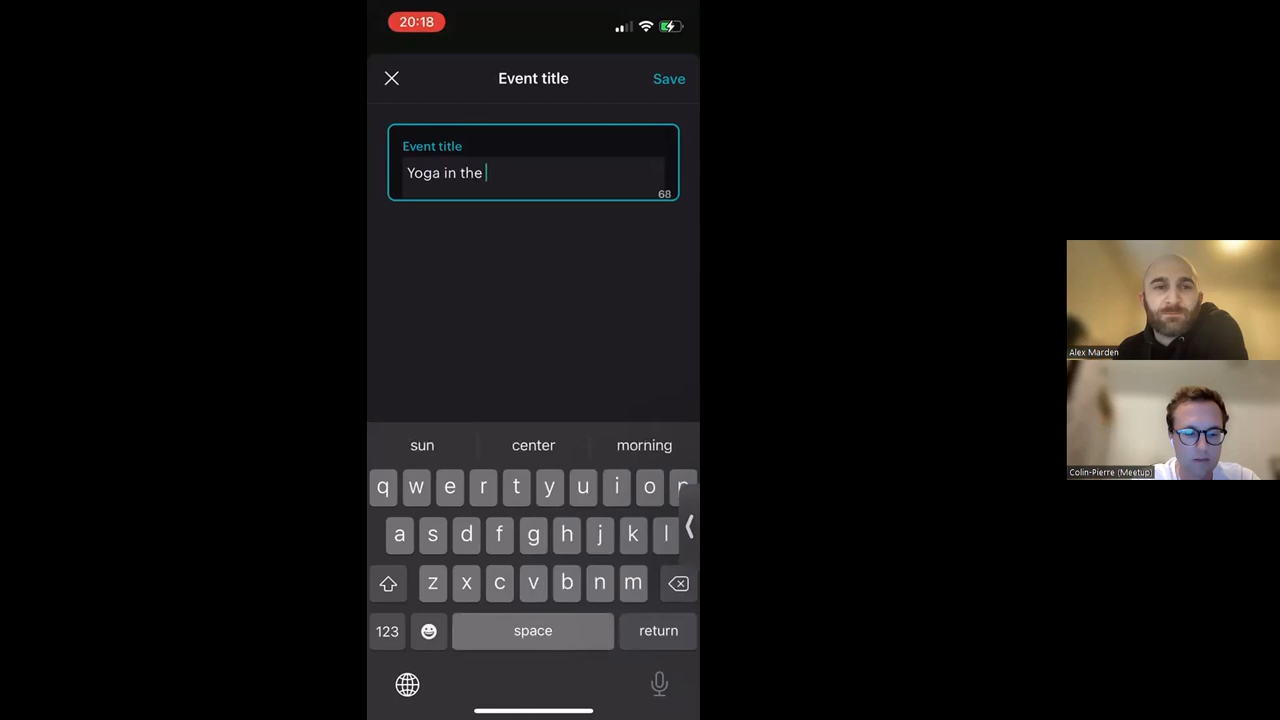 20:18
Event title
Save
Event title
Yoga in the
68
sun center morning
q w e r t y u i o p
a s d f g h j k l
z x c v b n m
123 space return
Alex Marden
Colin-Pierre (Meetup)